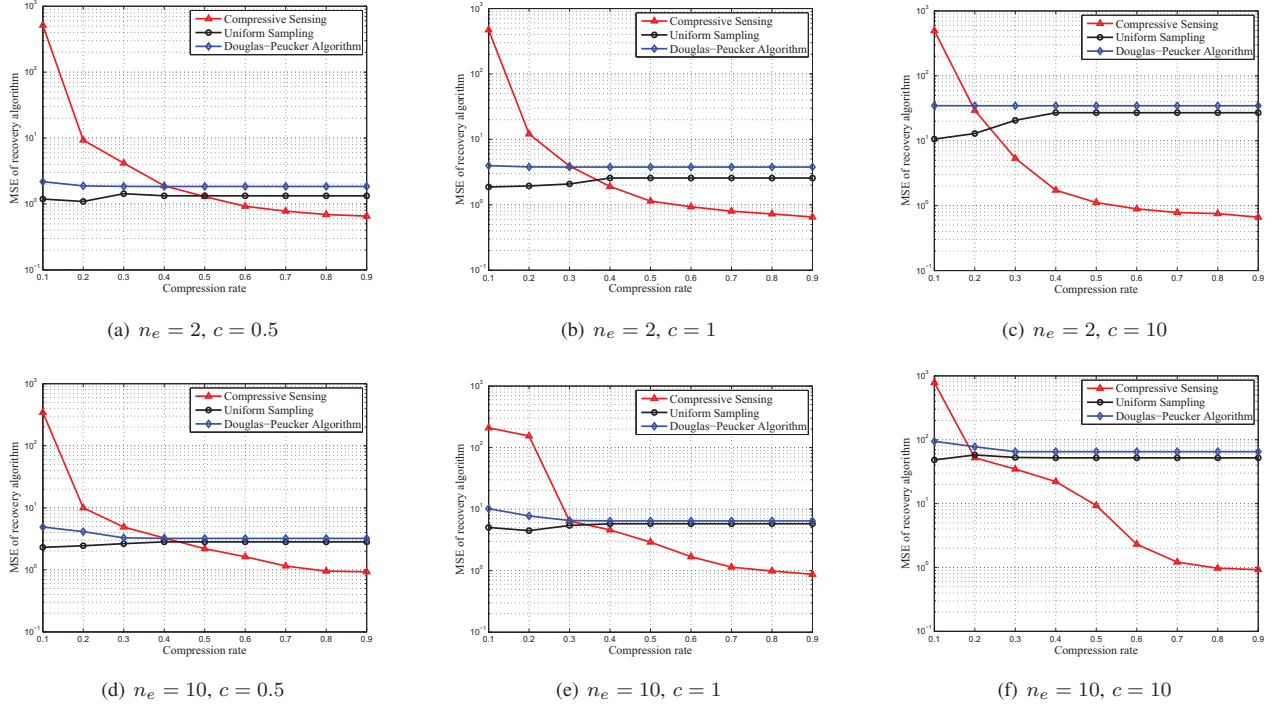 MSE of recovery algorithm
10³
10²
10¹
10⁰
10⁻¹
Compressive Sensing
Uniform Sampling
Douglas−Peucker Algorithm
0.1 0.2 0.3 0.4 0.5 0.6 0.7 0.8 0.9
Compression rate
(a) nₑ = 2, c = 0.5
MSE of recovery algorithm
10³
10²
10¹
10⁰
10⁻¹
Compressive Sensing
Uniform Sampling
Douglas−Peucker Algorithm
0.1 0.2 0.3 0.4 0.5 0.6 0.7 0.8 0.9
Compression rate
(b) nₑ = 2, c = 1
MSE of recovery algorithm
10³
10²
10¹
10⁰
10⁻¹
Compressive Sensing
Uniform Sampling
Douglas−Peucker Algorithm
0.1 0.2 0.3 0.4 0.5 0.6 0.7 0.8 0.9
Compression rate
(c) nₑ = 2, c = 10
MSE of recovery algorithm
10³
10²
10¹
10⁰
10⁻¹
Compressive Sensing
Uniform Sampling
Douglas−Peucker Algorithm
0.1 0.2 0.3 0.4 0.5 0.6 0.7 0.8 0.9
Compression rate
(d) nₑ = 10, c = 0.5
MSE of recovery algorithm
10³
10²
10¹
10⁰
10⁻¹
Compressive Sensing
Uniform Sampling
Douglas−Peucker Algorithm
0.1 0.2 0.3 0.4 0.5 0.6 0.7 0.8 0.9
Compression rate
(e) nₑ = 10, c = 1
MSE of recovery algorithm
10³
10²
10¹
10⁰
10⁻¹
Compressive Sensing
Uniform Sampling
Douglas−Peucker Algorithm
0.1 0.2 0.3 0.4 0.5 0.6 0.7 0.8 0.9
Compression rate
(f) nₑ = 10, c = 10